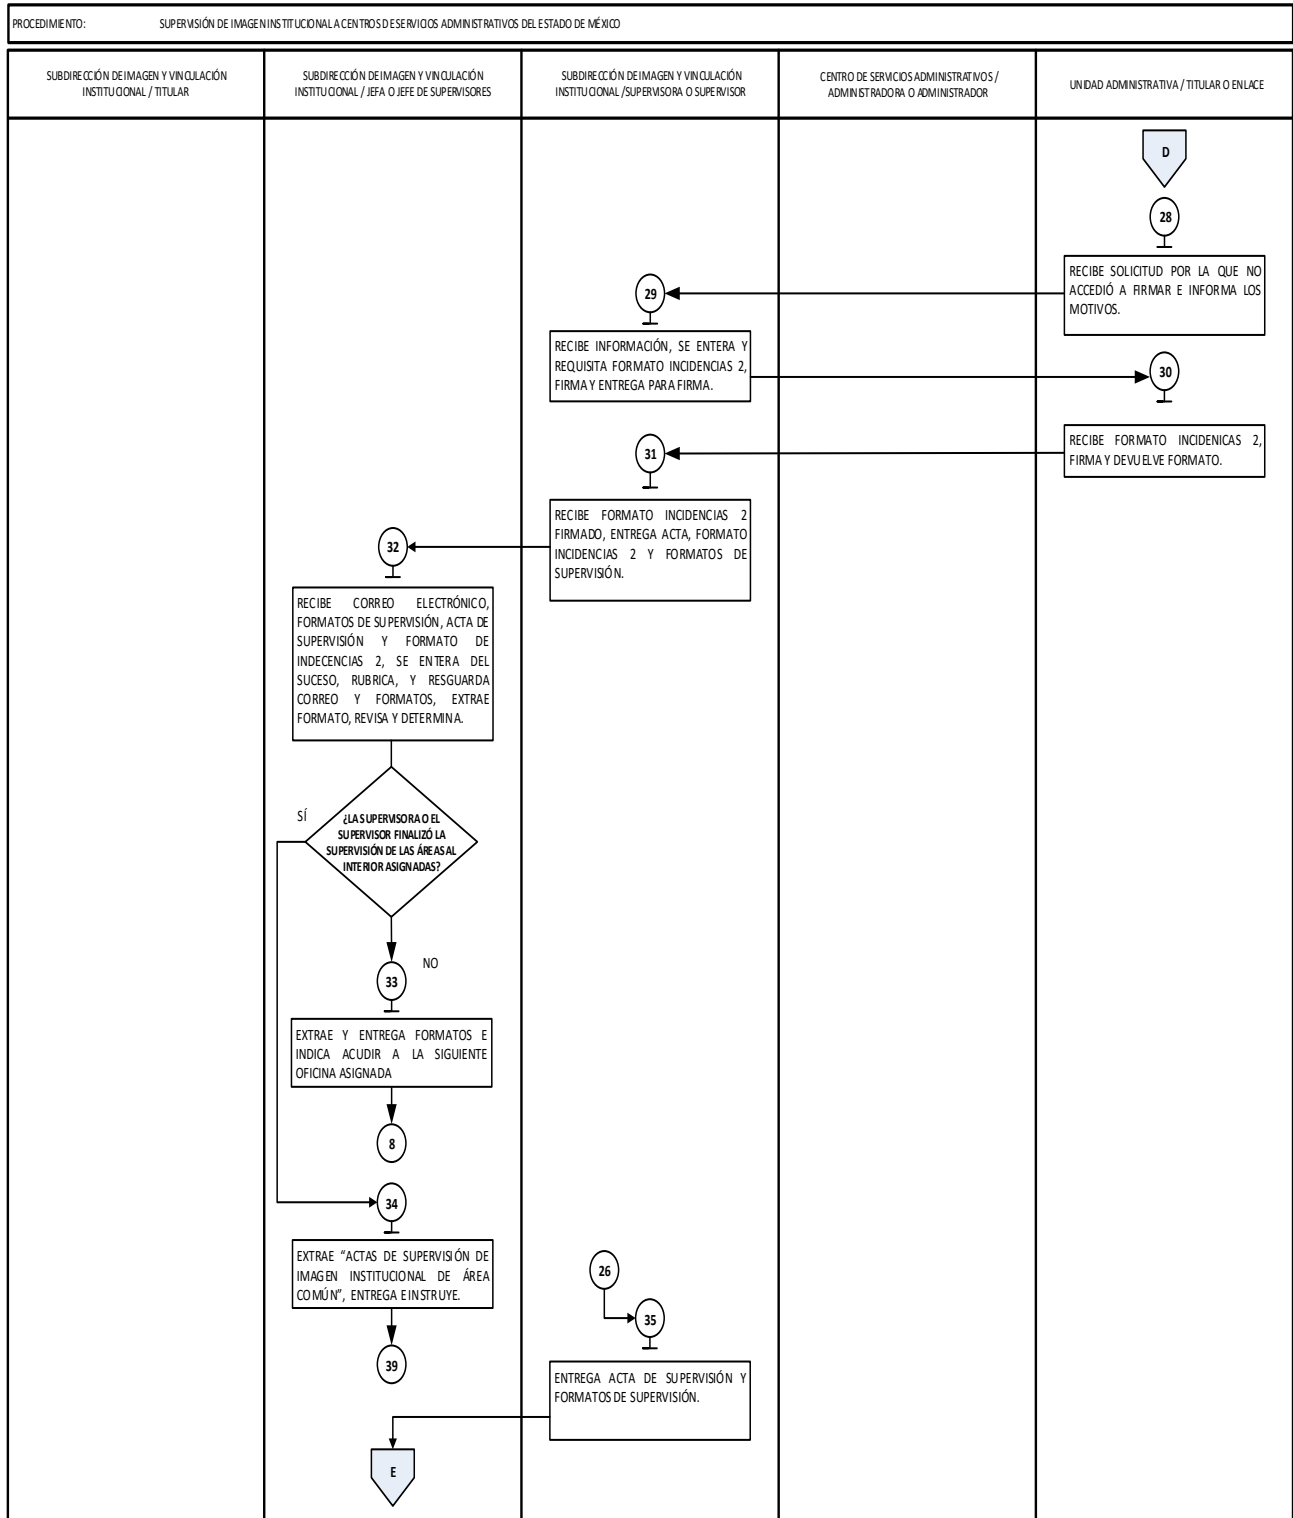 PROCEDIMIENTO: SUPERVISIÓN DE IMAGEN INSTITUCIONAL A CENTROS DE SERVICIOS ADMINISTRATIVOS DEL ESTADO DE MÉXICO
SUBDIRECCIÓN DE IMAGEN Y VINCULACIÓN
INSTITUCIONAL / TITULAR
SUBDIRECCIÓN DE IMAGEN Y VINCULACIÓN
INSTITUCIONAL / JEFA O JEFE DE SUPERVISORES
SUBDIRECCIÓN DE IMAGEN Y VINCULACIÓN
INSTITUCIONAL /SUPERVISORA O SUPERVISOR
CENTRO DE SERVICIOS ADMINISTRATIVOS /
ADMINISTRADORA O ADMINISTRADOR
UNIDAD ADMINISTRATIVA / TITULAR O ENLACE
D
28
RECIBE SOLICITUD POR LA QUE NO
ACCEDIÓ A FIRMAR E INFORMA LOS
MOTIVOS.
29
RECIBE INFORMACIÓN, SE ENTERA Y
REQUISITA FORMATO INCIDENCIAS 2,
FIRMA Y ENTREGA PARA FIRMA.
30
RECIBE FORMATO INCIDENICAS 2,
FIRMA Y DEVUELVE FORMATO.
31
RECIBE FORMATO INCIDENCIAS 2
FIRMADO, ENTREGA ACTA, FORMATO
INCIDENCIAS 2 Y FORMATOS DE
SUPERVISIÓN.
32
RECIBE CORREO ELECTRÓNICO,
FORMATOS DE SUPERVISIÓN, ACTA DE
SUPERVISIÓN Y FORMATO DE
INDECENCIAS 2, SE ENTERA DEL
SUCESO, RUBRICA, Y RESGUARDA
CORREO Y FORMATOS, EXTRAE
FORMATO, REVISA Y DETERMINA.
SÍ
¿LA SUPERVISORA O EL
SUPERVISOR FINALIZÓ LA
SUPERVISIÓN DE LAS ÁREAS AL
INTERIOR ASIGNADAS?
NO
33
EXTRAE Y ENTREGA FORMATOS E
INDICA ACUDIR A LA SIGUIENTE
OFICINA ASIGNADA
8
34
EXTRAE “ACTAS DE SUPERVISIÓN DE
IMAGEN INSTITUCIONAL DE ÁREA
COMÚN”, ENTREGA E INSTRUYE.
39
26
35
ENTREGA ACTA DE SUPERVISIÓN Y
FORMATOS DE SUPERVISIÓN.
E